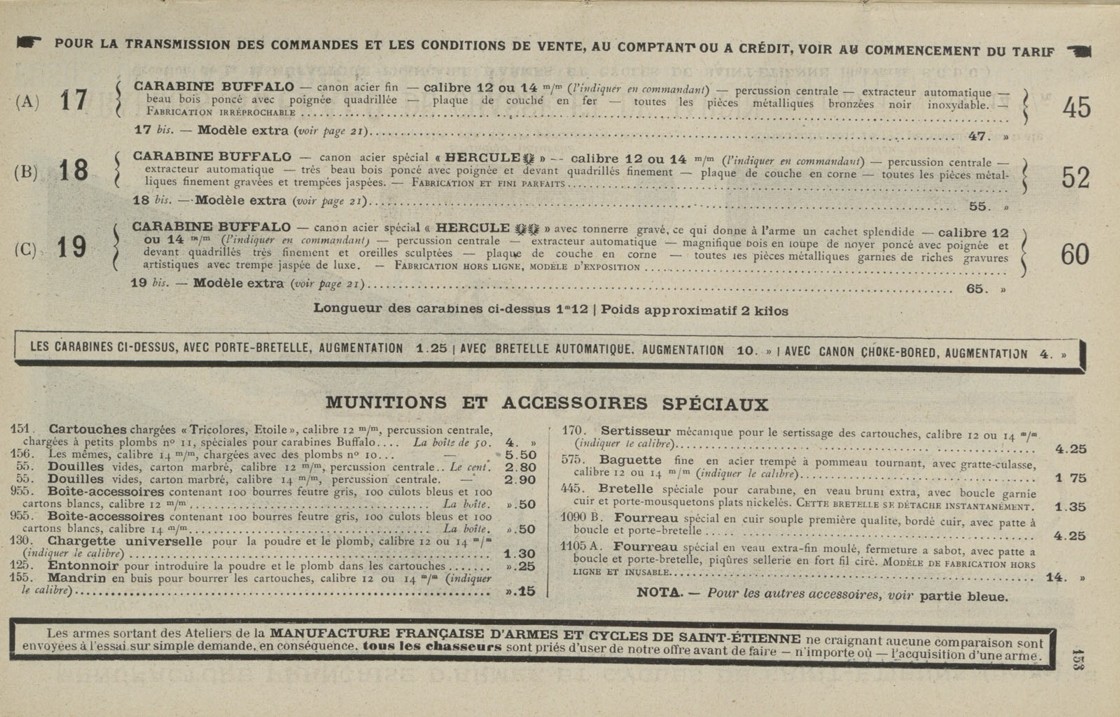 POUR LA TRANSMISSION DES COMMANDES ET LES CONDITIONS DE VENTE, AU COMPTANT OU A CRÉDIT, VOIR AU COMMENCEMENT DU TARIF
(A) 17 CARABINE BUFFALO — canon acier fin — calibre 12 ou 14 m/m (l'indiquer en commandant) — percussion centrale — extracteur automatique —
beau bois poncé avec poignée quadrillée — plaque de couche en fer — toutes les pièces métalliques bronzées noir inoxydable. —
FABRICATION IRRÉPROCHABLE ........ 45
17 bis. — Modèle extra (voir page 21)........ 47. »
(B) 18 CARABINE BUFFALO — canon acier spécial « HERCULE » -- calibre 12 ou 14 m/m (l'indiquer en commandant) — percussion centrale —
extracteur automatique — très beau bois poncé avec poignée et devant quadrillés finement — plaque de couche en corne — toutes les pièces métal-
liques finement gravées et trempées jaspées. — FABRICATION ET FINI PARFAITS........ 52
18 bis. — Modèle extra (voir page 21)........ 55. »
(C) 19 CARABINE BUFFALO — canon acier spécial « HERCULE » avec tonnerre gravé, ce qui donne à l'arme un cachet splendide — calibre 12
ou 14 m/m (l'indiquer en commandant) — percussion centrale — extracteur automatique — magnifique bois en loupe de noyer poncé avec poignée et
devant quadrillés très finement et oreilles sculptées — plaque de couche en corne — toutes les pièces métalliques garnies de riches gravures
artistiques avec trempe jaspée de luxe. — FABRICATION HORS LIGNE, MODÈLE D'EXPOSITION ........ 60
19 bis. — Modèle extra (voir page 21)........ 65. »
Longueur des carabines ci-dessus 1m12 | Poids approximatif 2 kilos
LES CARABINES CI-DESSUS, AVEC PORTE-BRETELLE, AUGMENTATION 1.25 | AVEC BRETELLE AUTOMATIQUE. AUGMENTATION 10. » | AVEC CANON CHOKE-BORED, AUGMENTATION 4. »
MUNITIONS ET ACCESSOIRES SPÉCIAUX
151. Cartouches chargées « Tricolores, Etoile », calibre 12 m/m, percussion centrale,
chargées à petits plombs no 11, spéciales pour carabines Buffalo.... La boîte de 50. 4. »
156. Les mêmes, calibre 14 m/m, chargées avec des plombs no 10... — 5.50
55. Douilles vides, carton marbré, calibre 12 m/m, percussion centrale.. Le cent. 2.80
55. Douilles vides, carton marbré, calibre 14 m/m, percussion centrale. — 2.90
955. Boîte-accessoires contenant 100 bourres feutre gris, 100 culots bleus et 100
cartons blancs, calibre 12 m/m........ La boîte. ».50
955. Boîte-accessoires contenant 100 bourres feutre gris, 100 culots bleus et 100
cartons blancs, calibre 14 m/m........ La boîte. ».50
130. Chargette universelle pour la poudre et le plomb, calibre 12 ou 14 m/m
(indiquer le calibre) ........ 1.30
125. Entonnoir pour introduire la poudre et le plomb dans les cartouches ....... ».25
155. Mandrin en buis pour bourrer les cartouches, calibre 12 ou 14 m/m (indiquer
le calibre)........ ».15
170. Sertisseur mécanique pour le sertissage des cartouches, calibre 12 ou 14 m/m
(indiquer le calibre)........ 4.25
575. Baguette fine en acier trempé à pommeau tournant, avec gratte-culasse,
calibre 12 ou 14 m/m (indiquer le calibre)........ 1 75
445. Bretelle spéciale pour carabine, en veau bruni extra, avec boucle garnie
cuir et porte-mousquetons plats nickelés. CETTE BRETELLE SE DÉTACHE INSTANTANÉMENT. 1.35
1090 B. Fourreau spécial en cuir souple première qualite, bordé cuir, avec patte à
boucle et porte-bretelle ........ 4.25
1105 A. Fourreau spécial en veau extra-fin moulé, fermeture a sabot, avec patte a
boucle et porte-bretelle, piqûres sellerie en fort fil ciré. MODÈLE DE FABRICATION HORS
LIGNE ET INUSABLE........ 14. »
NOTA. — Pour les autres accessoires, voir partie bleue.
Les armes sortant des Ateliers de la MANUFACTURE FRANÇAISE D'ARMES ET CYCLES DE SAINT-ÉTIENNE ne craignant aucune comparaison sont
envoyées à l'essai sur simple demande, en conséquence, tous les chasseurs sont priés d'user de notre offre avant de faire — n'importe où — l'acquisition d'une arme.
153